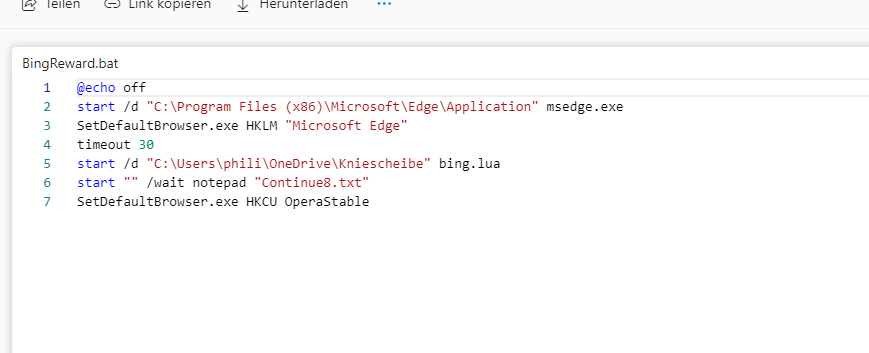 Teilen Link kopieren Herunterladen ...
BingReward.bat
1 @echo off
2 start /d "C:\Program Files (x86)\Microsoft\Edge\Application" msedge.exe
3 SetDefaultBrowser.exe HKLM "Microsoft Edge"
4 timeout 30
5 start /d "C:\Users\phili\OneDrive\Kniescheibe" bing.lua
6 start "" /wait notepad "Continue8.txt"
7 SetDefaultBrowser.exe HKCU OperaStable